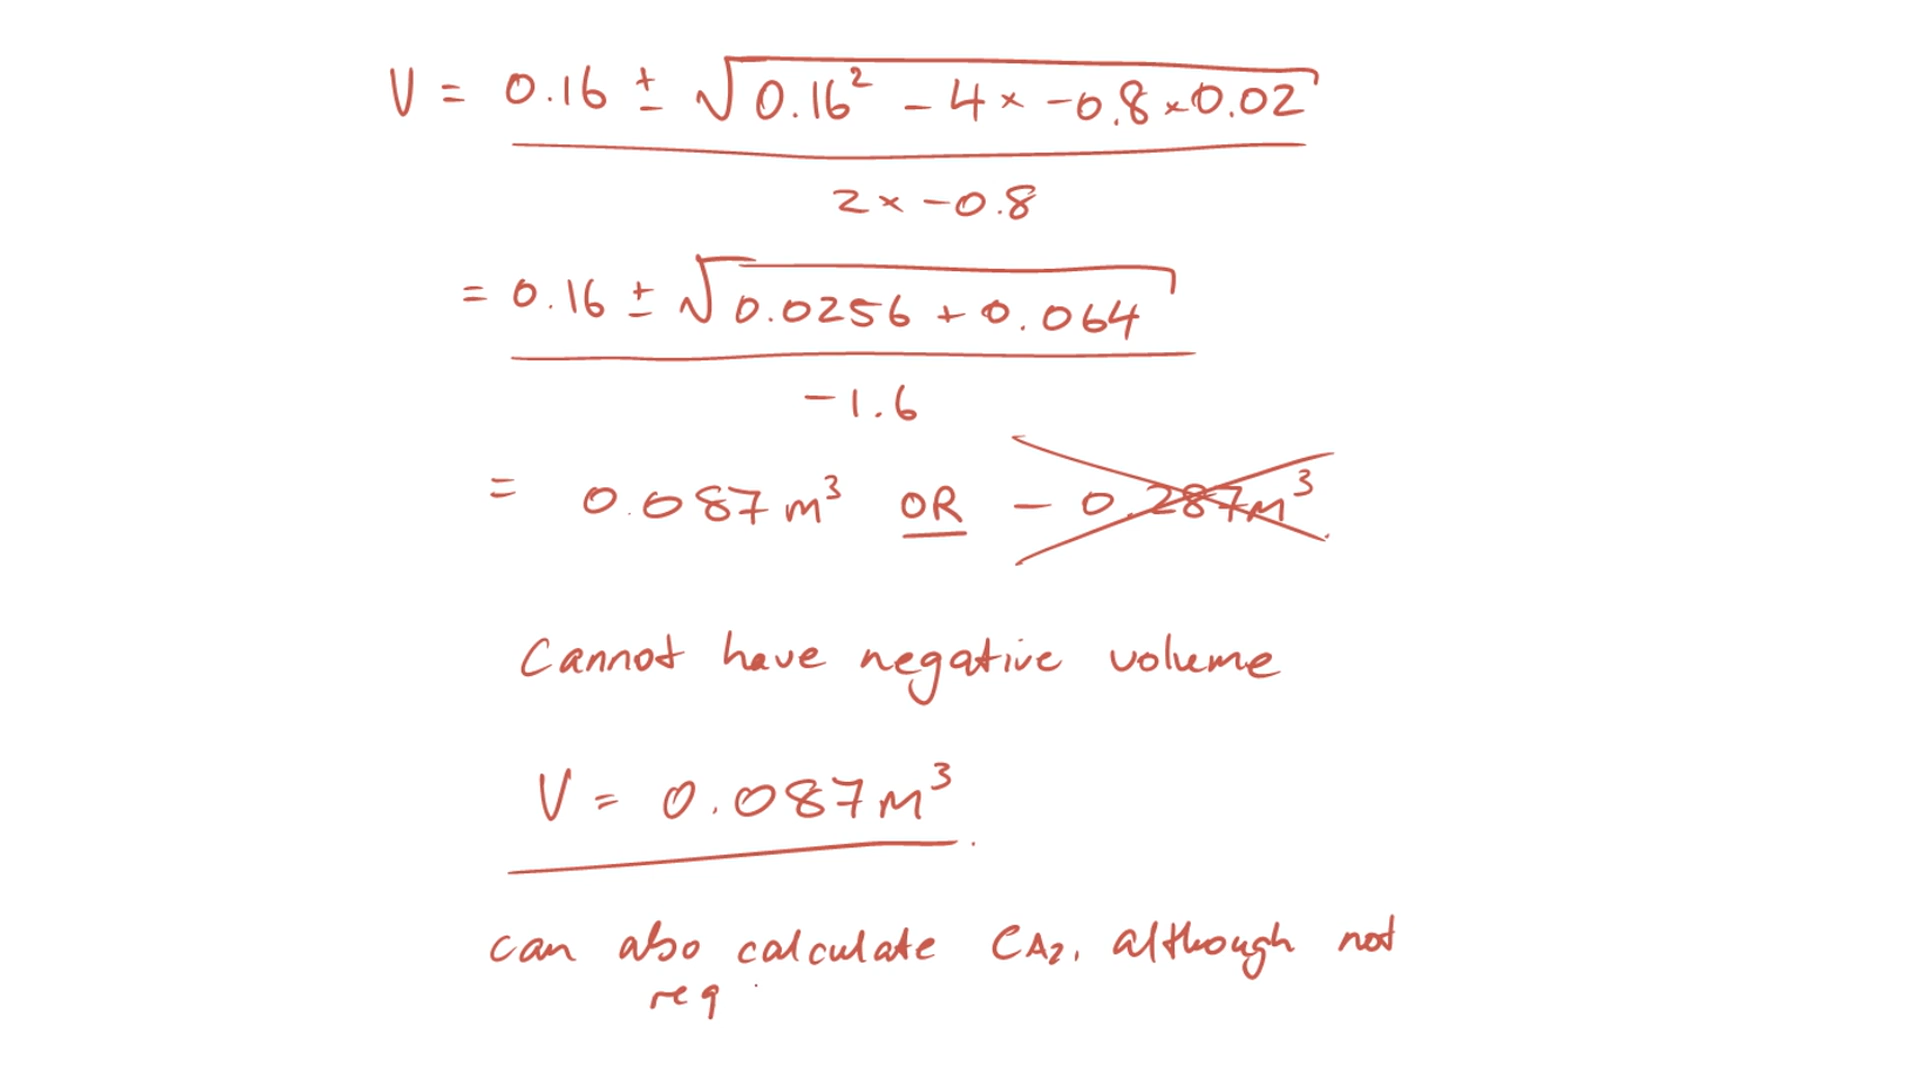 V = 0.16 ± √0.16² - 4 × -0.8 × 0.02
2 × -0.8
= 0.16 ± √0.0256 + 0.064
-1.6
= 0.087 m³ OR - 0.287 m³
Cannot have negative volume
V = 0.087 m³
can also calculate CA2, although not
req